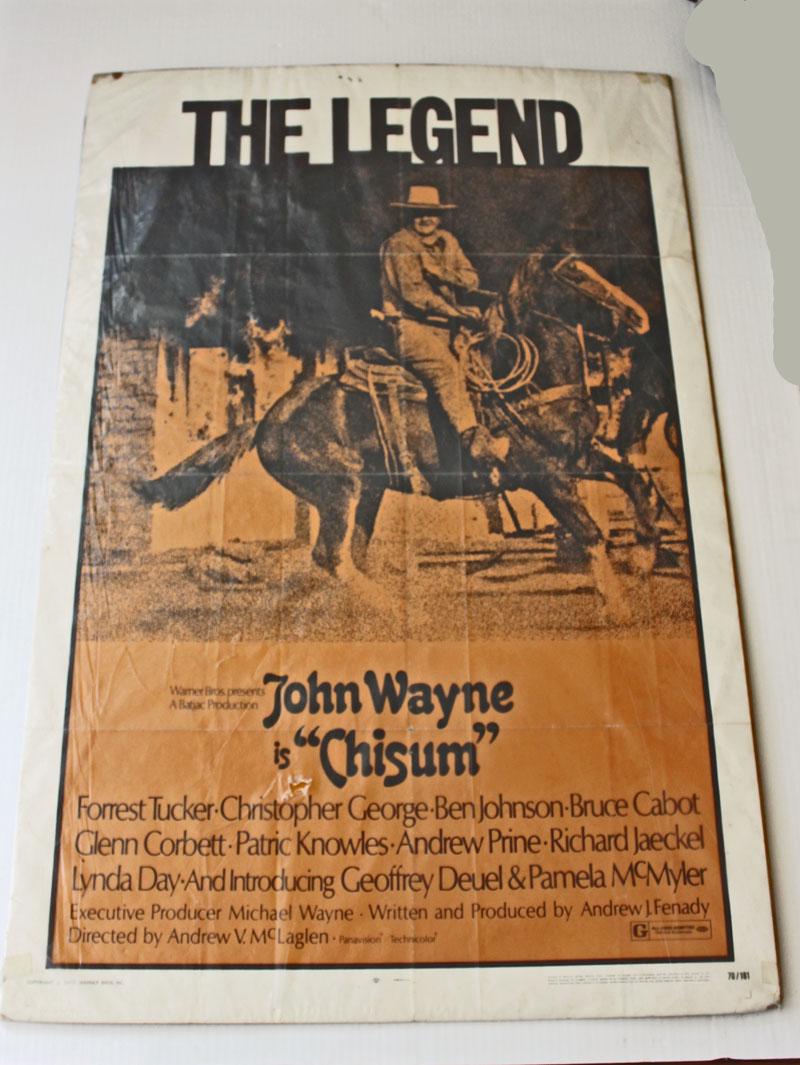 THE LEGEND
Warner Bros. presents
A Batjac Production
John Wayne
is "Chisum"
Forrest Tucker·Christopher George·Ben Johnson·Bruce Cabot
Glenn Corbett·Patric Knowles·Andrew Prine·Richard Jaeckel
Lynda Day·And Introducing Geoffrey Deuel & Pamela McMyler
Executive Producer Michael Wayne · Written and Produced by Andrew J. Fenady
Directed by Andrew V. McLaglen · Panavision® Technicolor®
G
70/181